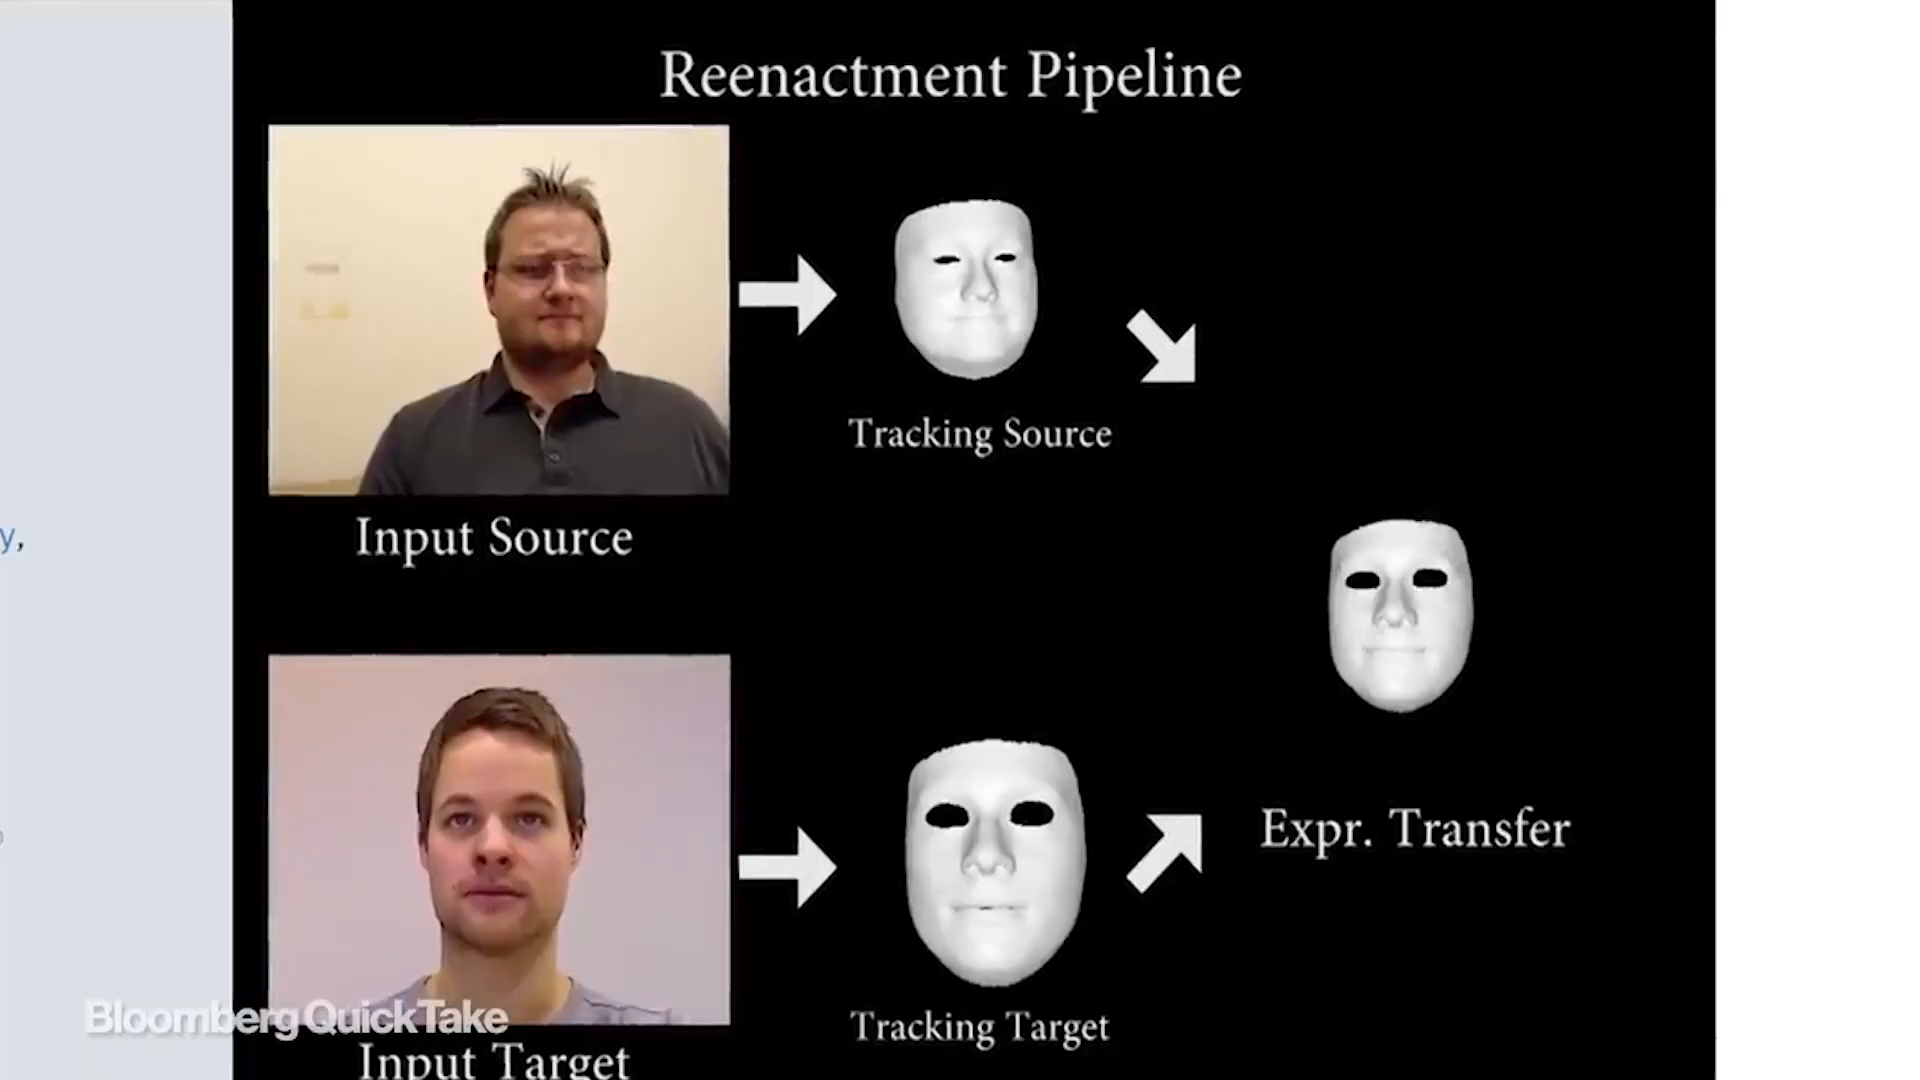 Reenactment Pipeline
Tracking Source
Input Source
y,
Expr. Transfer
Bloomberg QuickTake
Tracking Target
Input Target